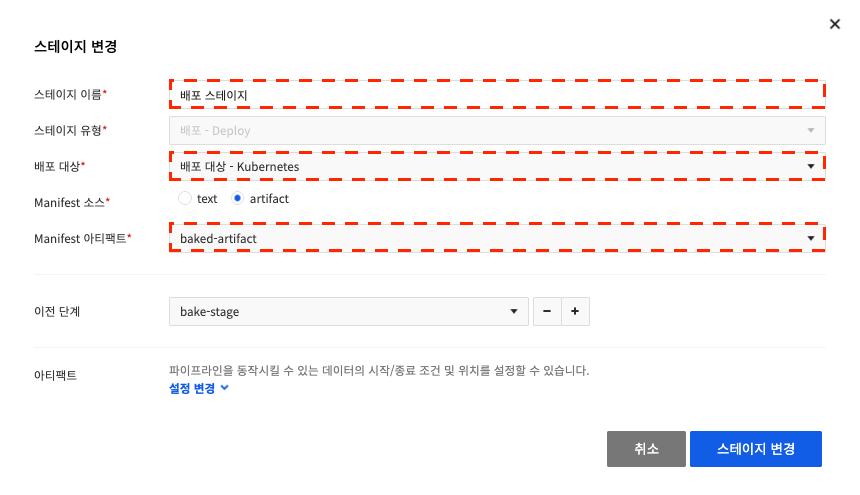 스테이지 변경
스테이지 이름*
배포 스테이지
스테이지 유형*
배포 - Deploy
배포 대상*
배포 대상 - Kubernetes
Manifest 소스*
text
artifact
Manifest 아티팩트*
baked-artifact
이전 단계
bake-stage
아티팩트
파이프라인을 동작시킬 수 있는 데이터의 시작/종료 조건 및 위치를 설정할 수 있습니다.
설정 변경
취소
스테이지 변경